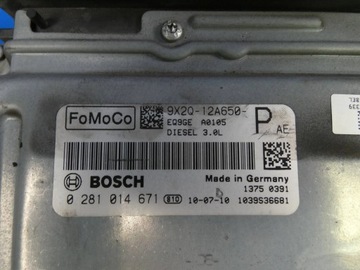 FoMoCo
9X2Q-12A650-
EQ9GE A0105
DIESEL 3.0L
P
AE
BOSCH
Made in Germany
1375 0391
0 281 014 671 B10 10-07-10 1039S36681